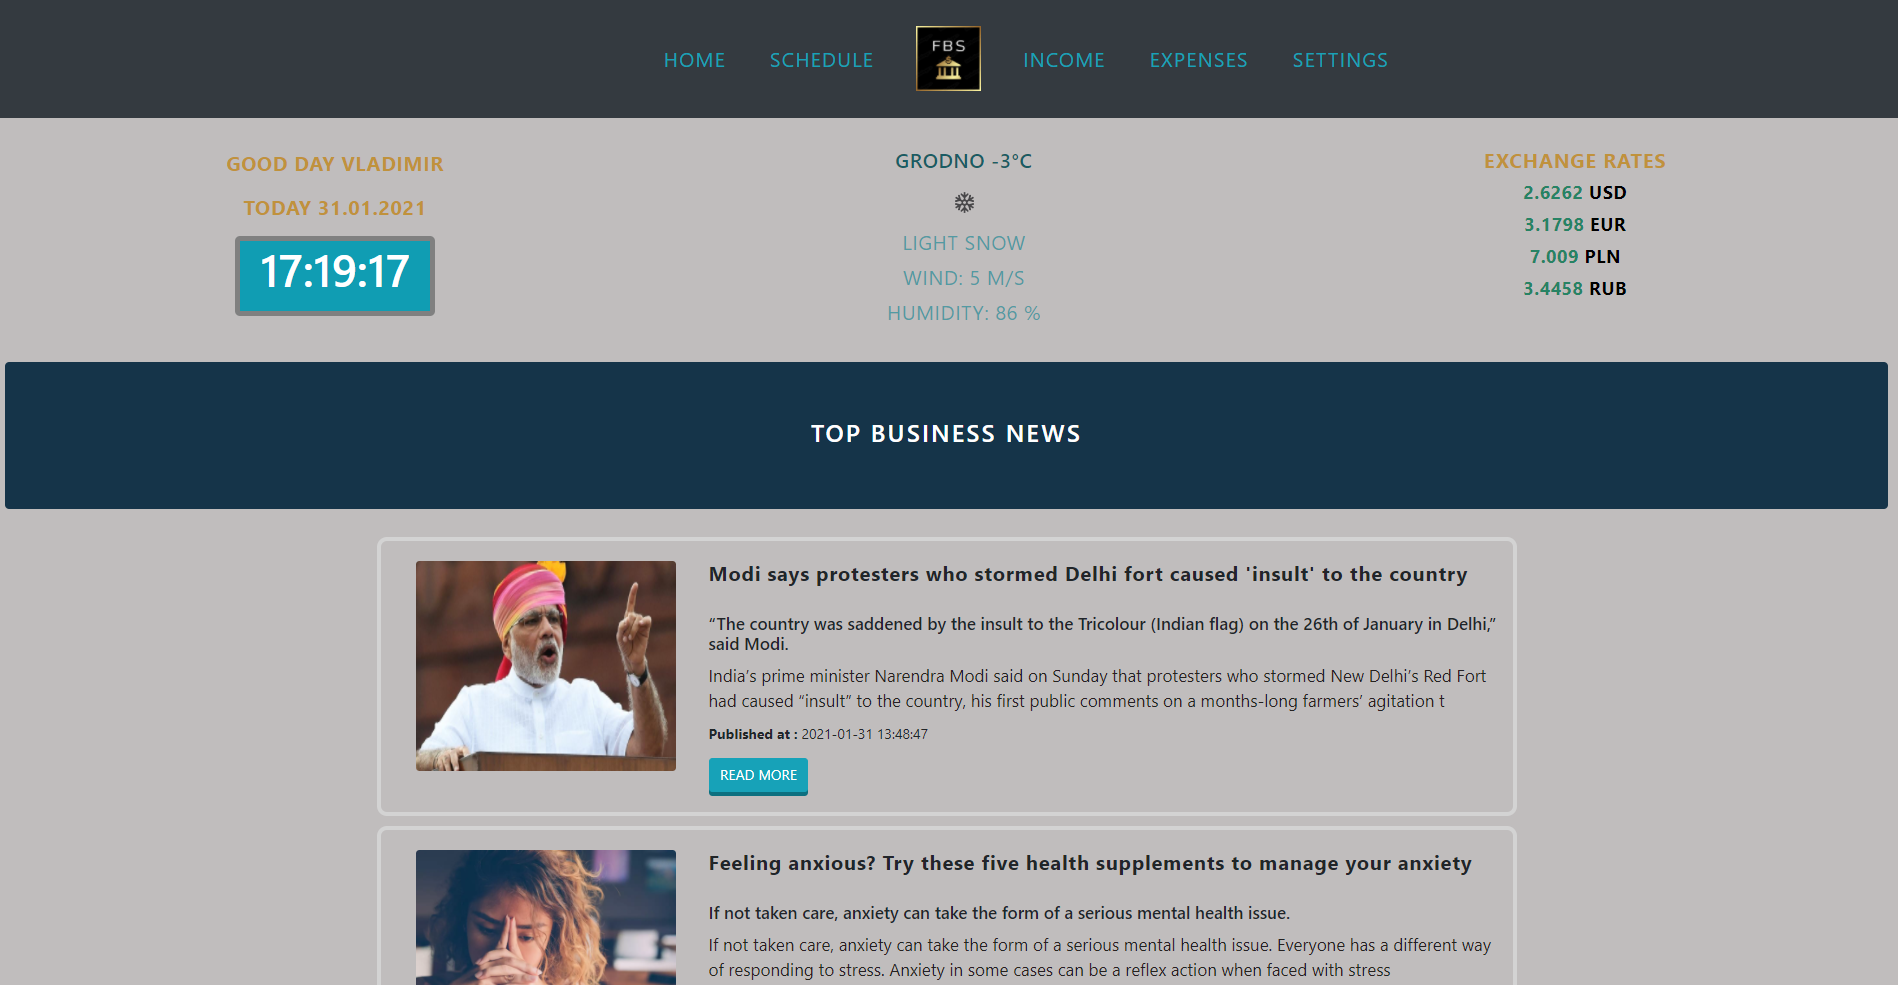 HOME SCHEDULE FBS INCOME EXPENSES SETTINGS
GOOD DAY VLADIMIR
TODAY 31.01.2021
17:19:17
GRODNO -3°C
LIGHT SNOW
WIND: 5 M/S
HUMIDITY: 86 %
EXCHANGE RATES
2.6262 USD
3.1798 EUR
7.009 PLN
3.4458 RUB
TOP BUSINESS NEWS
Modi says protesters who stormed Delhi fort caused 'insult' to the country
“The country was saddened by the insult to the Tricolour (Indian flag) on the 26th of January in Delhi,”
said Modi.
India’s prime minister Narendra Modi said on Sunday that protesters who stormed New Delhi’s Red Fort
had caused “insult” to the country, his first public comments on a months-long farmers’ agitation t
Published at : 2021-01-31 13:48:47
READ MORE
Feeling anxious? Try these five health supplements to manage your anxiety
If not taken care, anxiety can take the form of a serious mental health issue.
If not taken care, anxiety can take the form of a serious mental health issue. Everyone has a different way
of responding to stress. Anxiety in some cases can be a reflex action when faced with stress